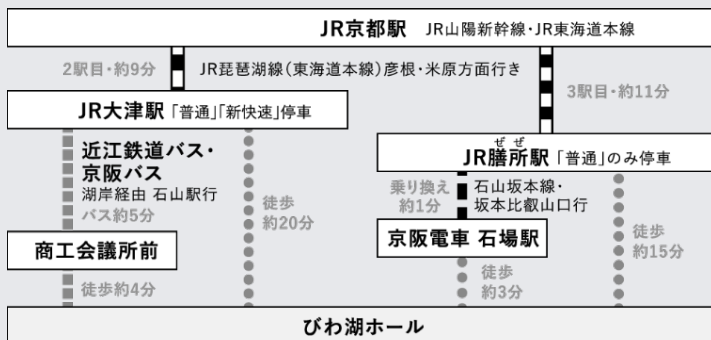 JR京都駅 JR山陽新幹線・JR東海道本線
2駅目・約9分
JR琵琶湖線（東海道本線）彦根・米原方面行き
3駅目・約11分
JR大津駅「普通」「新快速」停車
ぜぜ
JR膳所駅「普通」のみ停車
近江鉄道バス・
京阪バス
湖岸経由 石山駅行
バス約5分
徒歩
約20分
乗り換え
約1分
石山坂本線・
坂本比叡山口行
徒歩
約15分
商工会議所前
京阪電車 石場駅
徒歩約4分
徒歩
約3分
びわ湖ホール